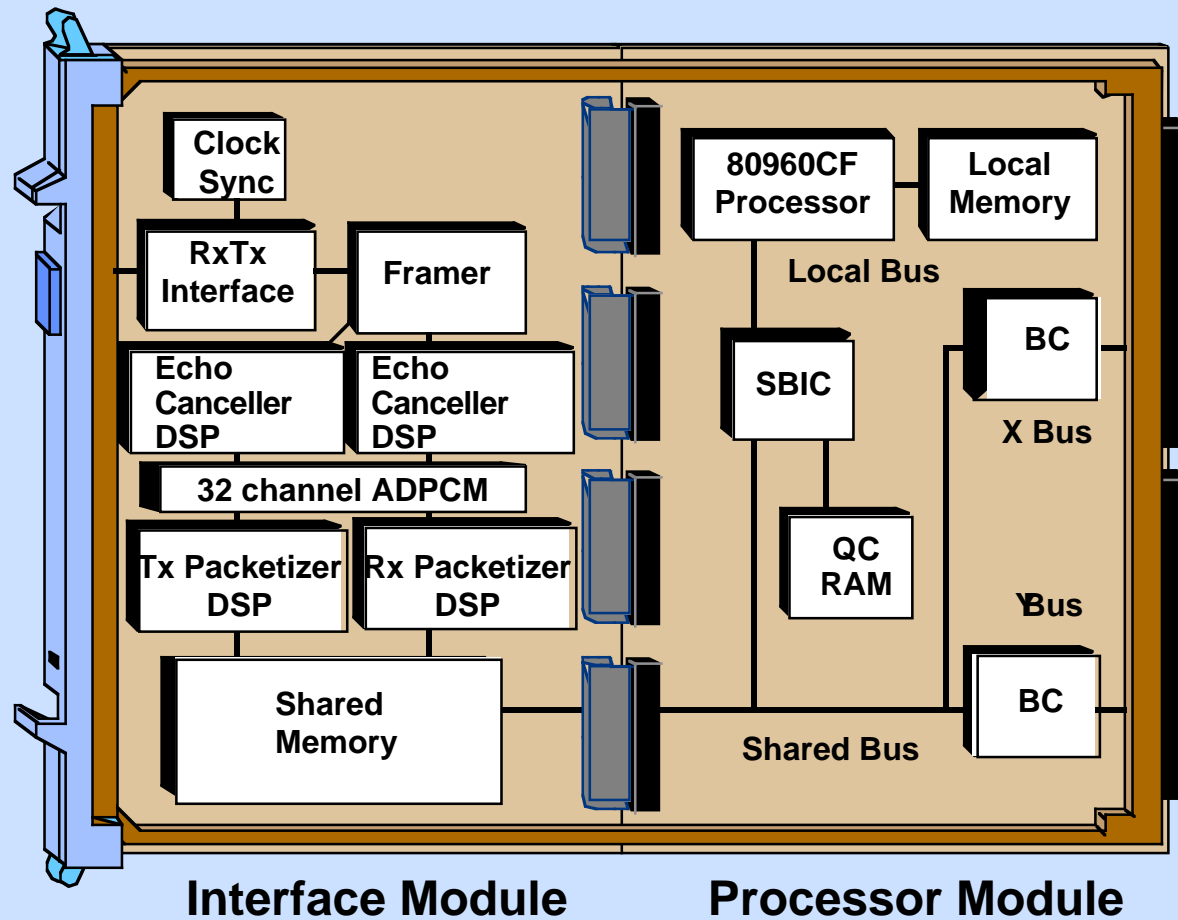 Clock
Sync
RxTx
Interface
Framer
Echo
Canceller
DSP
Echo
Canceller
DSP
32 channel ADPCM
Tx Packetizer
DSP
Rx Packetizer
DSP
Shared
Memory
80960CF
Processor
Local
Memory
Local Bus
SBIC
BC
X Bus
QC
RAM
Y Bus
BC
Shared Bus
Interface Module
Processor Module